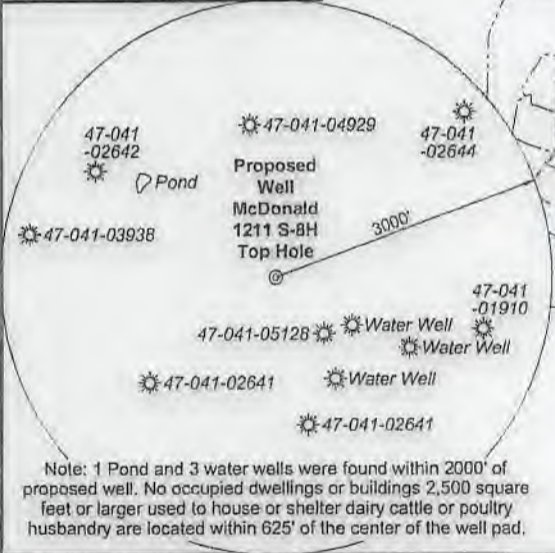 47-041-04929
47-041
-02642
47-041
-02644
Pond
Proposed
Well
McDonald
1211 S-8H
Top Hole
47-041-03938
3000'
47-041
-01910
47-041-05128
Water Well
Water Well
47-041-02641
Water Well
47-041-02641
Note: 1 Pond and 3 water wells were found within 2000' of
proposed well. No occupied dwellings or buildings 2,500 square
feet or larger used to house or shelter dairy cattle or poultry
husbandry are located within 625' of the center of the well pad.